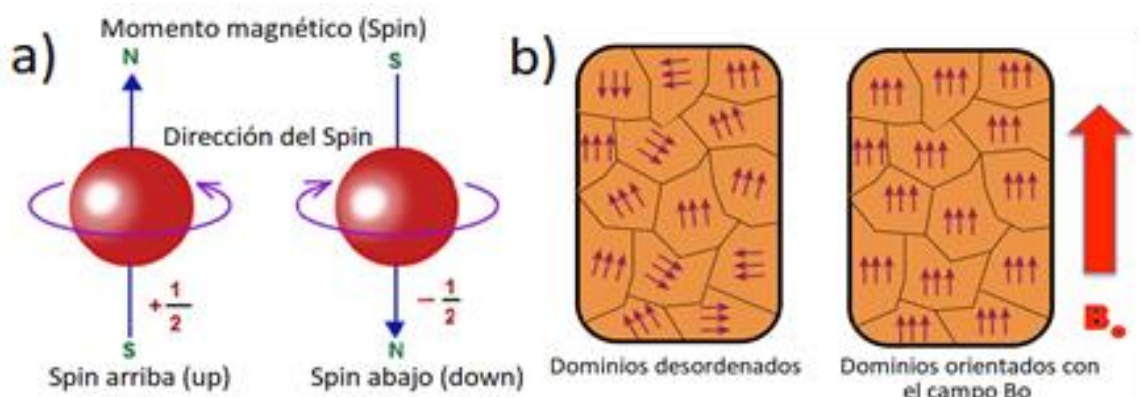 a)
Momento magnético (Spin)
N
S
Dirección del Spin
+ 1/2
- 1/2
S
N
Spin arriba (up)
Spin abajo (down)
b)
B₀
Dominios desordenados
Dominios orientados con
el campo Bo